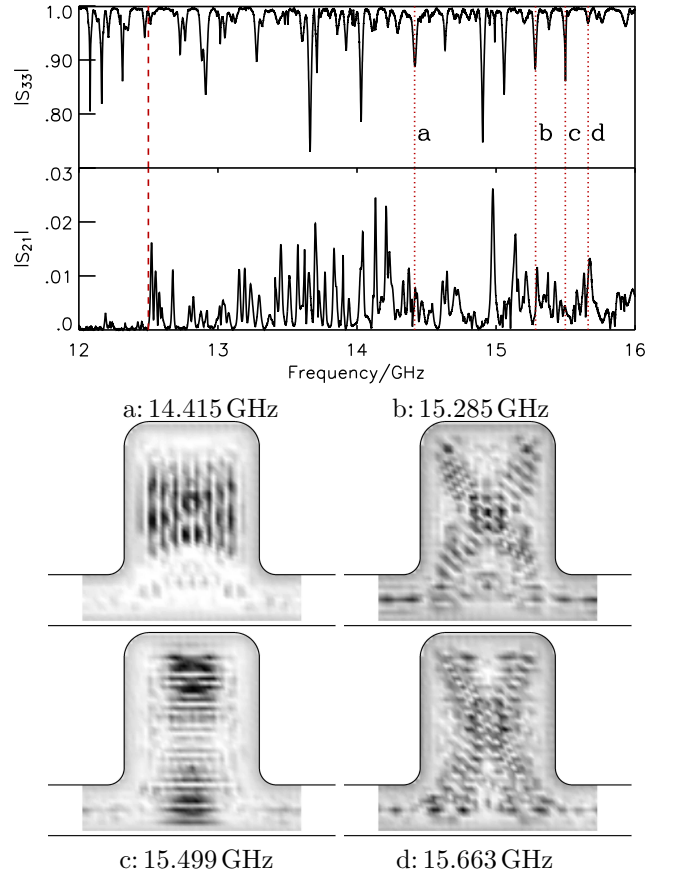 1.0
.90
.80
|S33|
a
b
c
d
.03
.02
.01
.0
|S21|
12
13
14
15
16
Frequency/GHz
a: 14.415 GHz
b: 15.285 GHz
c: 15.499 GHz
d: 15.663 GHz